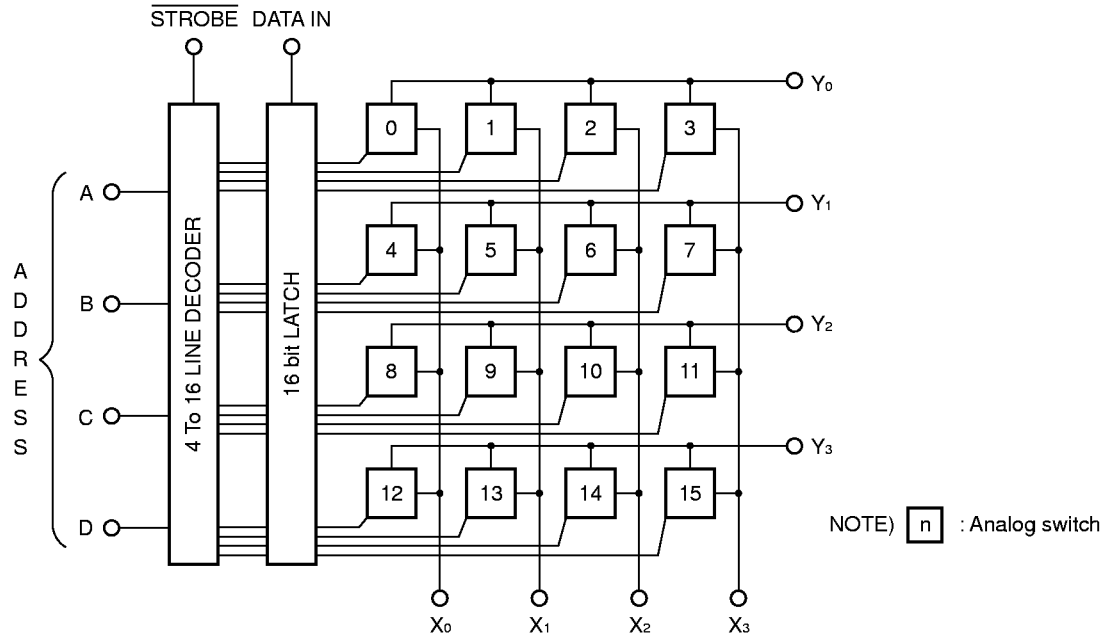 STROBE DATA IN
Y0
0 1 2 3
A
Y1
4 5 6 7
B
Y2
8 9 10 11
C
Y3
12 13 14 15
D
ADDRESS
4 To 16 LINE DECODER
16 bit LATCH
NOTE) n : Analog switch
X0 X1 X2 X3